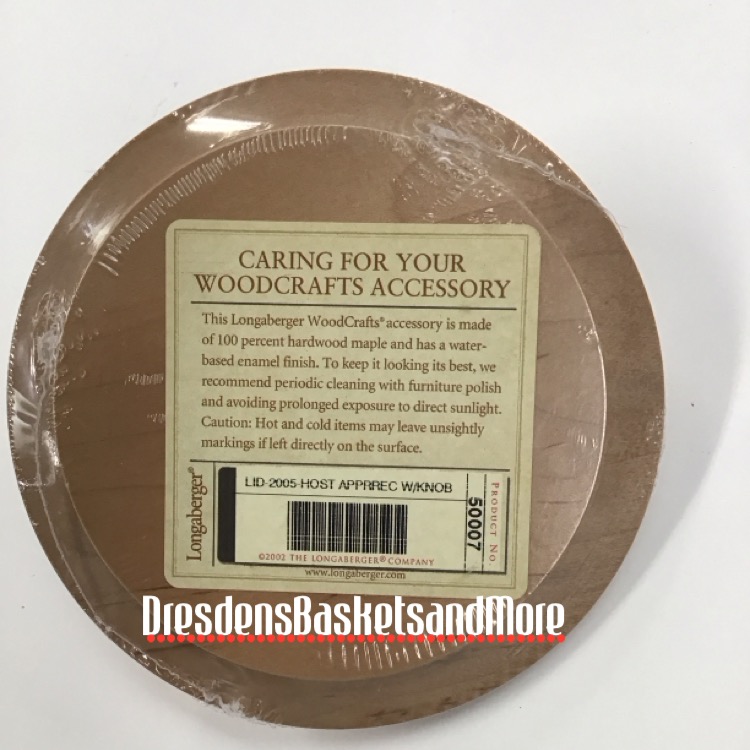 CARING FOR YOUR
WOODCRAFTS ACCESSORY
This Longaberger WoodCrafts® accessory is made
of 100 percent hardwood maple and has a water-
based enamel finish. To keep it looking its best, we
recommend periodic cleaning with furniture polish
and avoiding prolonged exposure to direct sunlight.
Caution: Hot and cold items may leave unsightly
markings if left directly on the surface.
Longaberger®
LID-2005-HOST APPRREC W/KNOB
50007
PRODUCT NO
©2002 THE LONGABERGER® COMPANY
www.longaberger.com
DresdensBasketsandMore